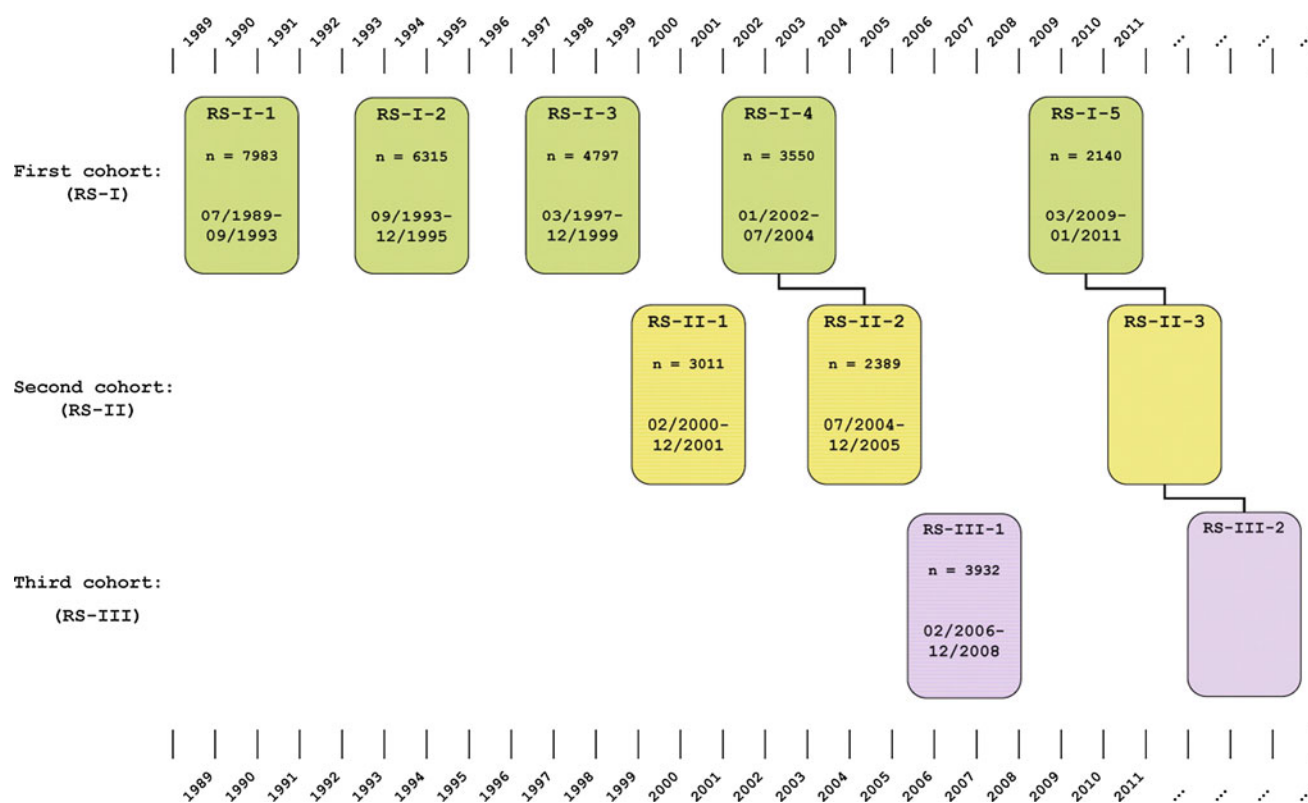 1989 1990 1991 1992 1993 1994 1995 1996 1997 1998 1999 2000 2001 2002 2003 2004 2005 2006 2007 2008 2009 2010 2011 ... ... ... .
First cohort:
(RS-I)
RS-I-1
n = 7983
07/1989-
09/1993
RS-I-2
n = 6315
09/1993-
12/1995
RS-I-3
n = 4797
03/1997-
12/1999
RS-I-4
n = 3550
01/2002-
07/2004
RS-I-5
n = 2140
03/2009-
01/2011
Second cohort:
(RS-II)
RS-II-1
n = 3011
02/2000-
12/2001
RS-II-2
n = 2389
07/2004-
12/2005
RS-II-3
Third cohort:
(RS-III)
RS-III-1
n = 3932
02/2006-
12/2008
RS-III-2
1989 1990 1991 1992 1993 1994 1995 1996 1997 1998 1999 2000 2001 2002 2003 2004 2005 2006 2007 2008 2009 2010 2011 ... ... ... .